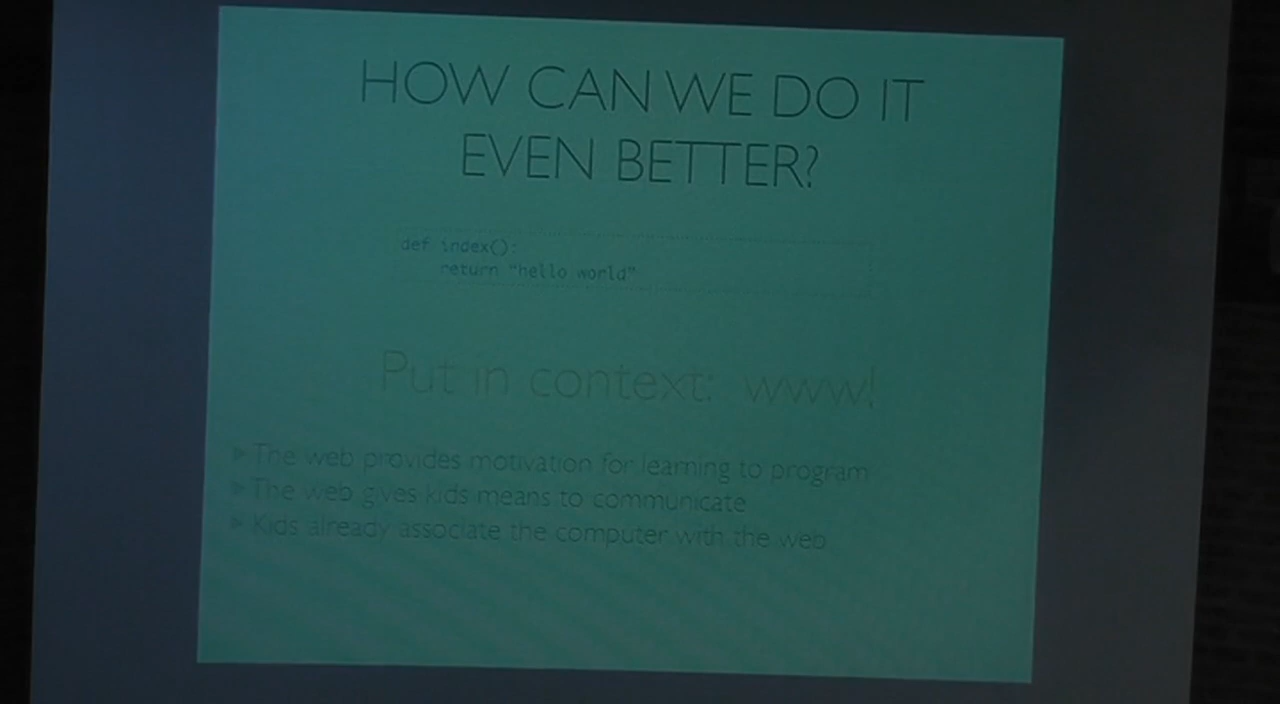 HOW CAN WE DO IT
EVEN BETTER?
def index():
    return "hello world"
Put in context: www!
The web provides motivation for learning to program
The web gives kids means to communicate
Kids already associate the computer with the web